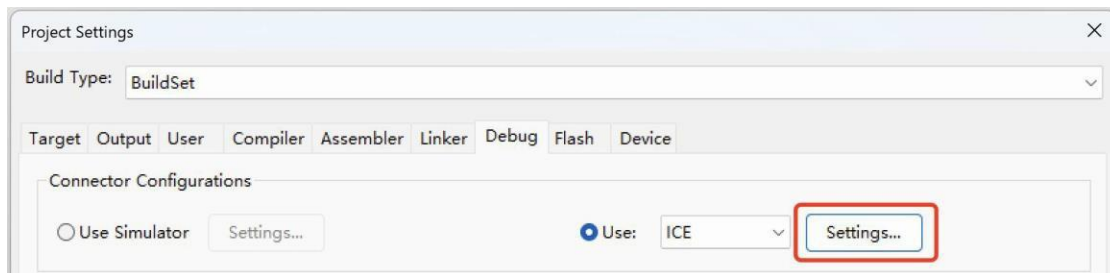 Project Settings
Build Type: BuildSet
Target Output User Compiler Assembler Linker Debug Flash Device
Connector Configurations
Use Simulator Settings... Use: ICE Settings...